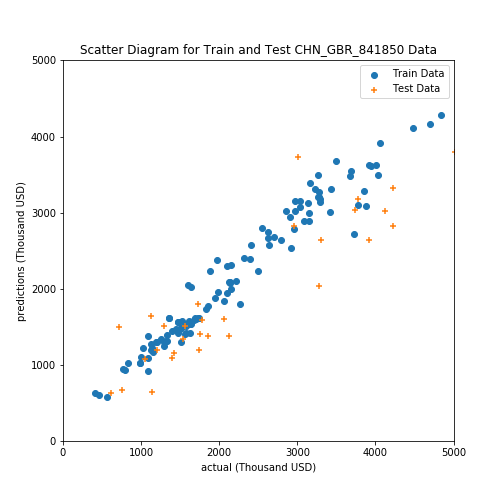 Scatter Diagram for Train and Test CHN_GBR_841850 Data
Train Data
Test Data
5000
4000
3000
2000
1000
0
predictions (Thousand USD)
0 1000 2000 3000 4000 5000
actual (Thousand USD)